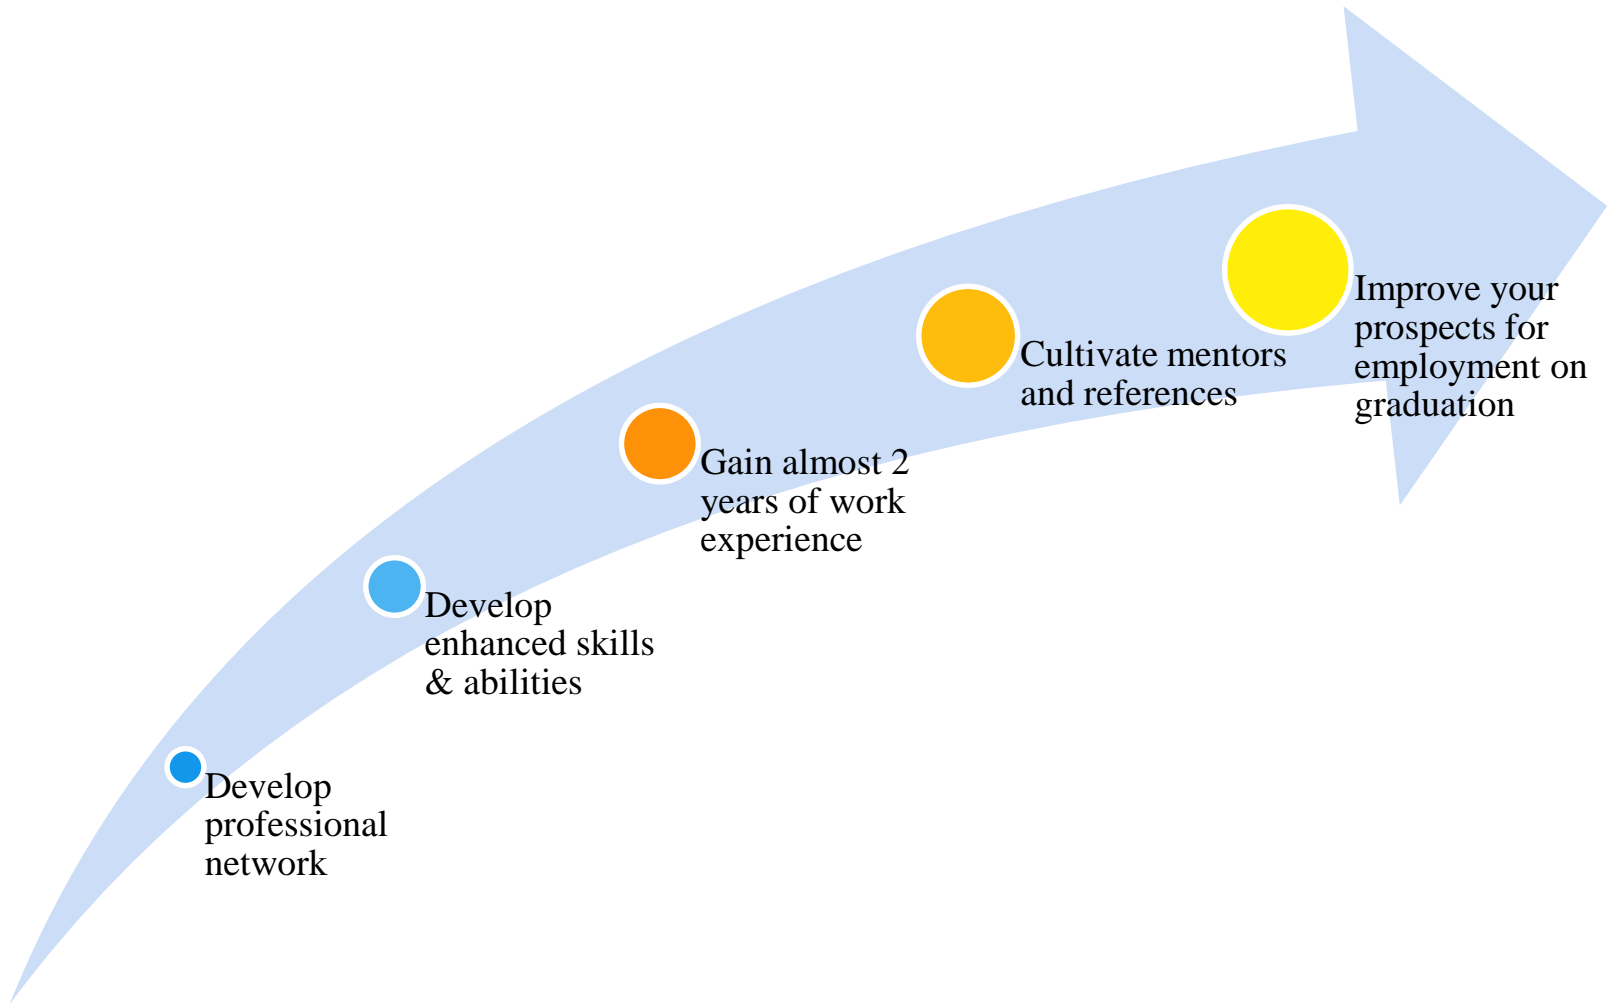 Develop
professional
network
Develop
enhanced skills
& abilities
Gain almost 2
years of work
experience
Cultivate mentors
and references
Improve your
prospects for
employment on
graduation